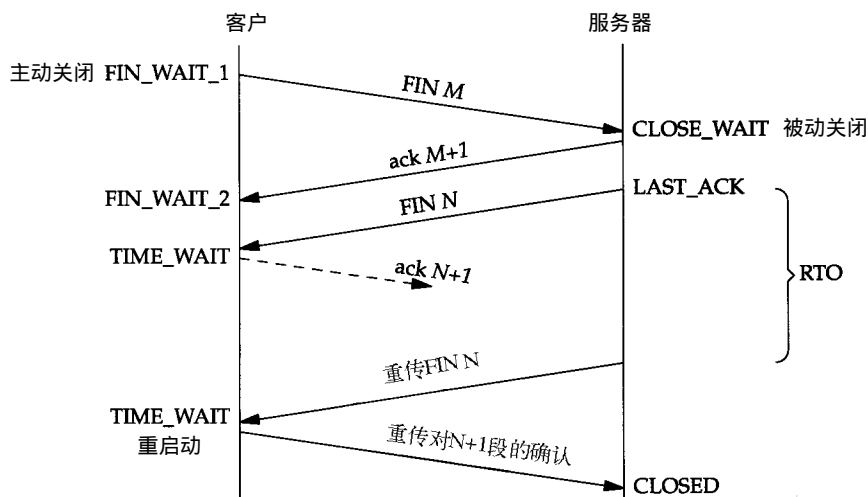 客户 服务器
主动关闭 FIN_WAIT_1
FIN M
CLOSE_WAIT 被动关闭
ack M+1
FIN_WAIT_2
LAST_ACK
FIN N
TIME_WAIT
ack N+1
RTO
重传FIN N
TIME_WAIT
重启动
重传对N+1段的确认
CLOSED